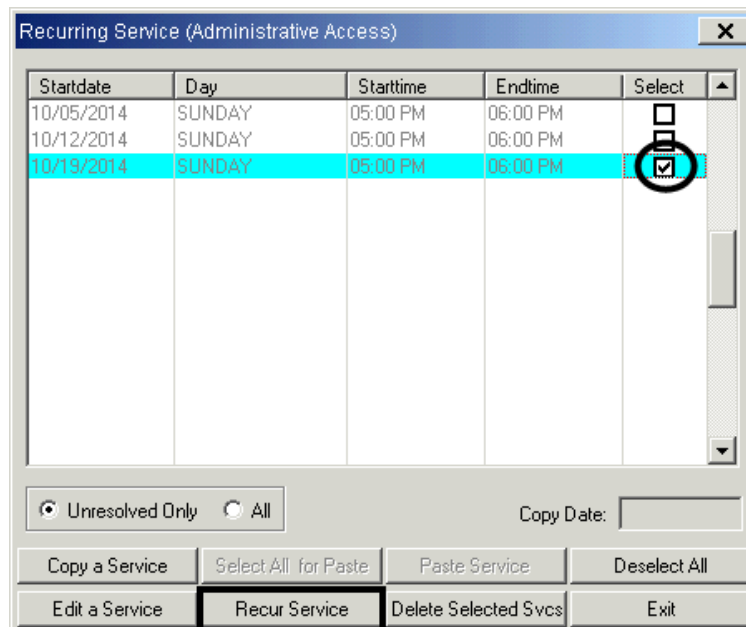 Recurring Service (Administrative Access)
Startdate Day Starttime Endtime Select
10/05/2014 SUNDAY 05:00 PM 06:00 PM
10/12/2014 SUNDAY 05:00 PM 06:00 PM
10/19/2014 SUNDAY 05:00 PM 06:00 PM
Unresolved Only All Copy Date:
Copy a Service Select All for Paste Paste Service Deselect All
Edit a Service Recur Service Delete Selected Svcs Exit